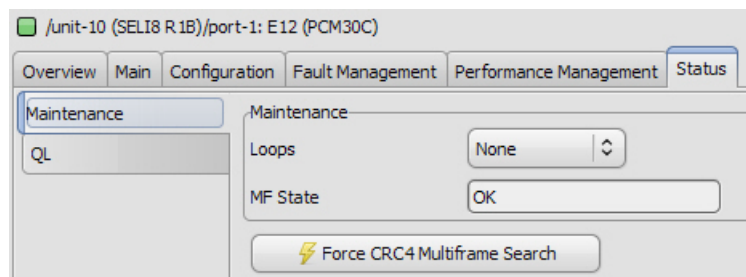 /unit-10 (SELI8 R1B)/port-1: E12 (PCM30C)
Overview Main Configuration Fault Management Performance Management Status
Maintenance
QL
Maintenance
Loops None
MF State OK
Force CRC4 Multiframe Search